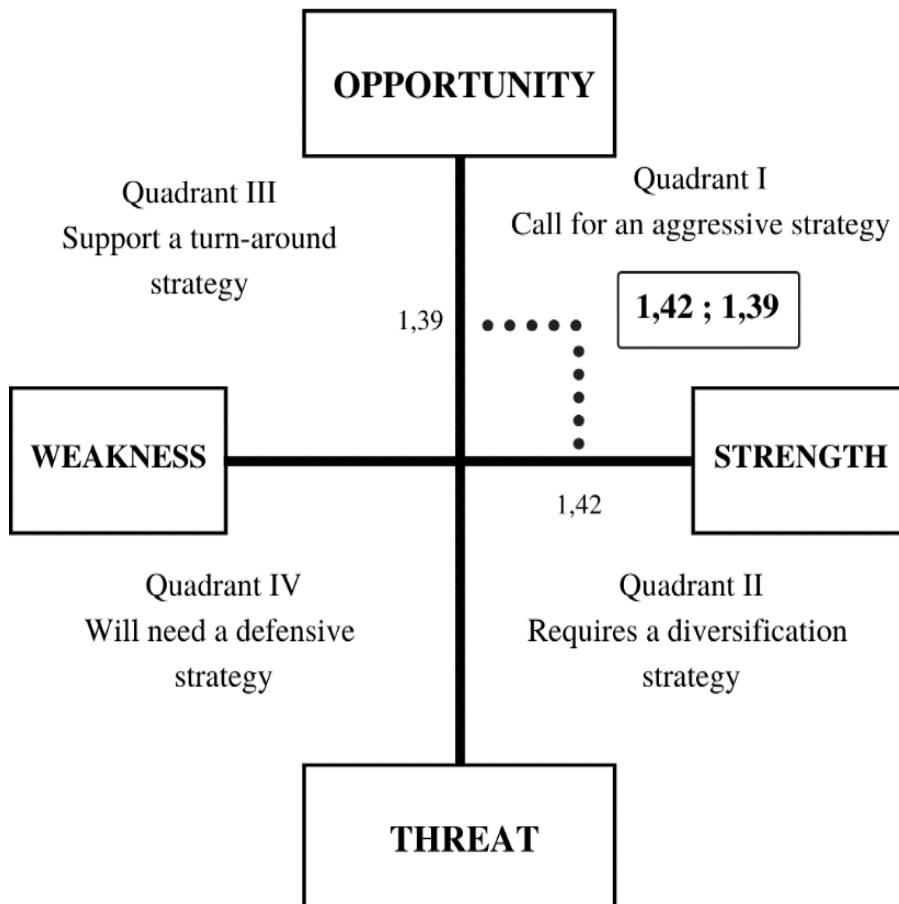 OPPORTUNITY
Quadrant III
Support a turn-around
strategy
Quadrant I
Call for an aggressive strategy
1,39
1,42 ; 1,39
WEAKNESS
STRENGTH
1,42
Quadrant IV
Will need a defensive
strategy
Quadrant II
Requires a diversification
strategy
THREAT